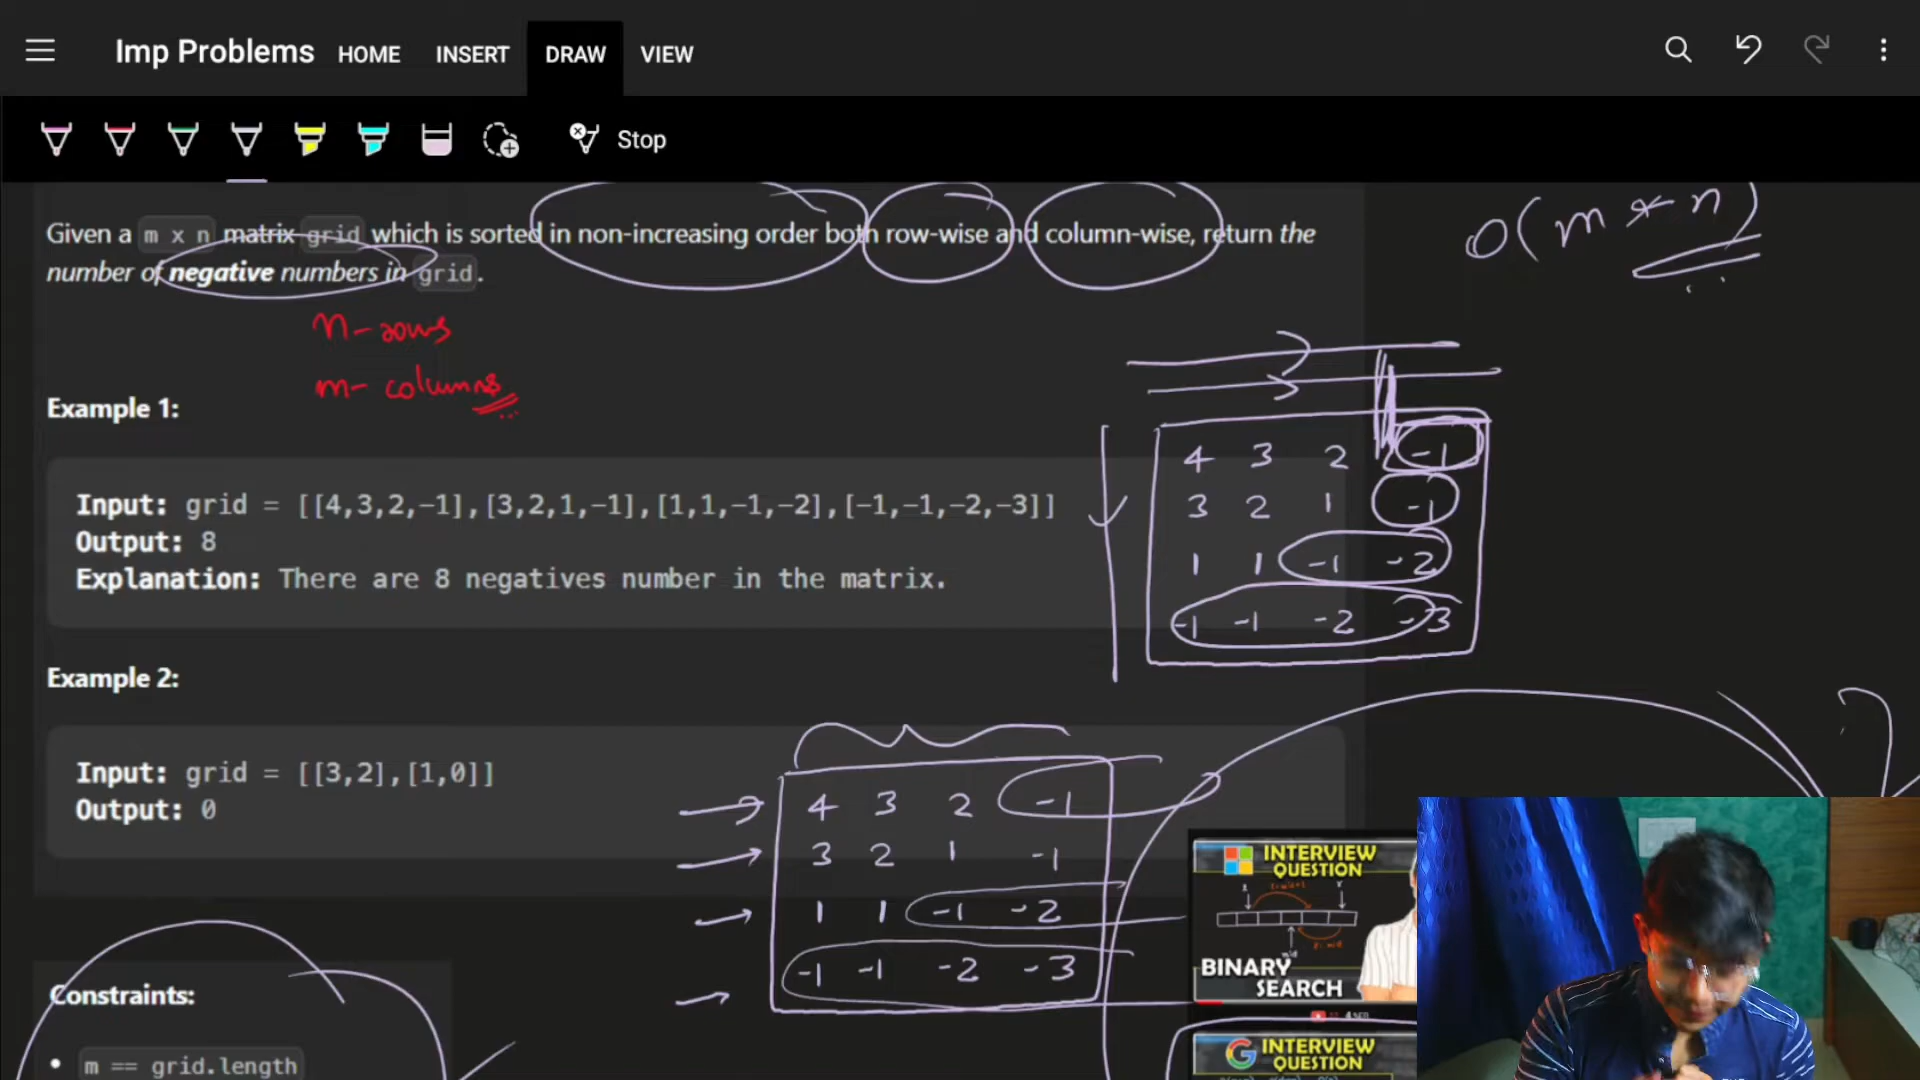 Imp Problems HOME INSERT DRAW VIEW
Stop
Given a m x n matrix grid which is sorted in non-increasing order both row-wise and column-wise, return the
number of negative numbers in grid.
O(m * n)
n- rows
m- columns
Example 1:
Input: grid = [[4,3,2,-1],[3,2,1,-1],[1,1,-1,-2],[-1,-1,-2,-3]]
Output: 8
Explanation: There are 8 negatives number in the matrix.
4 3 2 -1
3 2 1 -1
1 1 -1 -2
-1 -1 -2 -3
Example 2:
Input: grid = [[3,2],[1,0]]
Output: 0
4 3 2 -1
3 2 1 -1
1 1 -1 -2
-1 -1 -2 -3
INTERVIEW
QUESTION
BINARY
SEARCH
INTERVIEW
QUESTION
Constraints:
m == grid.length